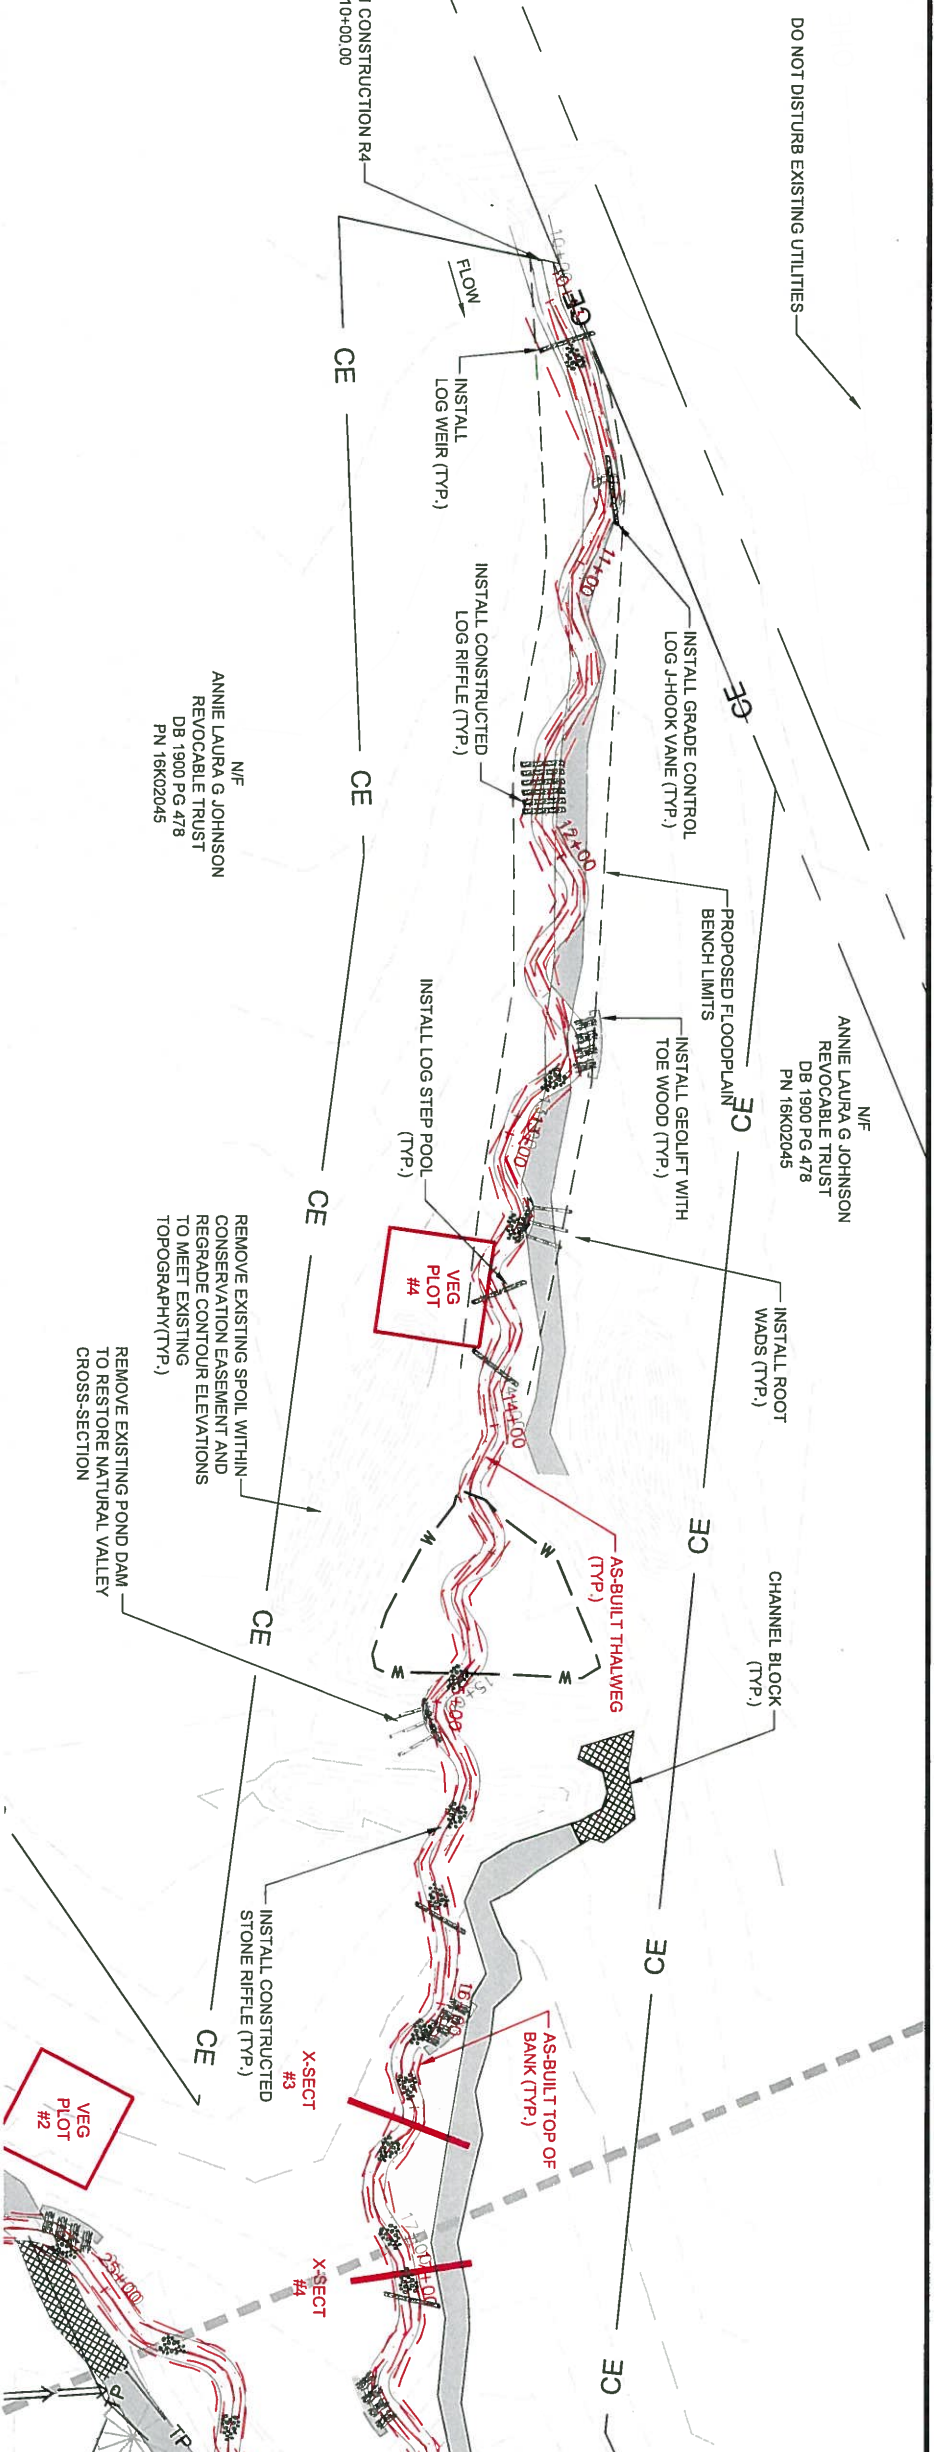 DO NOT DISTURB EXISTING UTILITIES
CONSTRUCTION R4
10+00.00
FLOW
CE
CE
INSTALL
LOG WEIR (TYP.)
11+00
INSTALL GRADE CONTROL
LOG J-HOOK VANE (TYP.)
CE
INSTALL CONSTRUCTED
LOG RIFFLE (TYP.)
N/F
ANNIE LAURA G JOHNSON
REVOCABLE TRUST
DB 1900 PG 478
PN 16K02045
CE
12+00
PROPOSED FLOODPLAIN
BENCH LIMITS
N/F
ANNIE LAURA G JOHNSON
REVOCABLE TRUST
DB 1900 PG 478
PN 16K02045
CE
INSTALL GEOLIFT WITH
TOE WOOD (TYP.)
INSTALL LOG STEP POOL
(TYP.)
13+00
CE
INSTALL ROOT
WADS (TYP.)
VEG
PLOT
#4
REMOVE EXISTING SPOIL WITHIN
CONSERVATION EASEMENT AND
REGRADE CONTOUR ELEVATIONS
TO MEET EXISTING
TOPOGRAPHY(TYP.)
REMOVE EXISTING POND DAM
TO RESTORE NATURAL VALLEY
CROSS-SECTION
14+00
CE
AS-BUILT THALWEG
(TYP.)
W
W
W
W
CE
CHANNEL BLOCK
(TYP.)
15+00
INSTALL CONSTRUCTED
STONE RIFFLE (TYP.)
CE
CE
AS-BUILT TOP OF
BANK (TYP.)
X-SECT
#3
VEG
PLOT
#2
17+00
X-SECT
#4
25+00
CE
TP